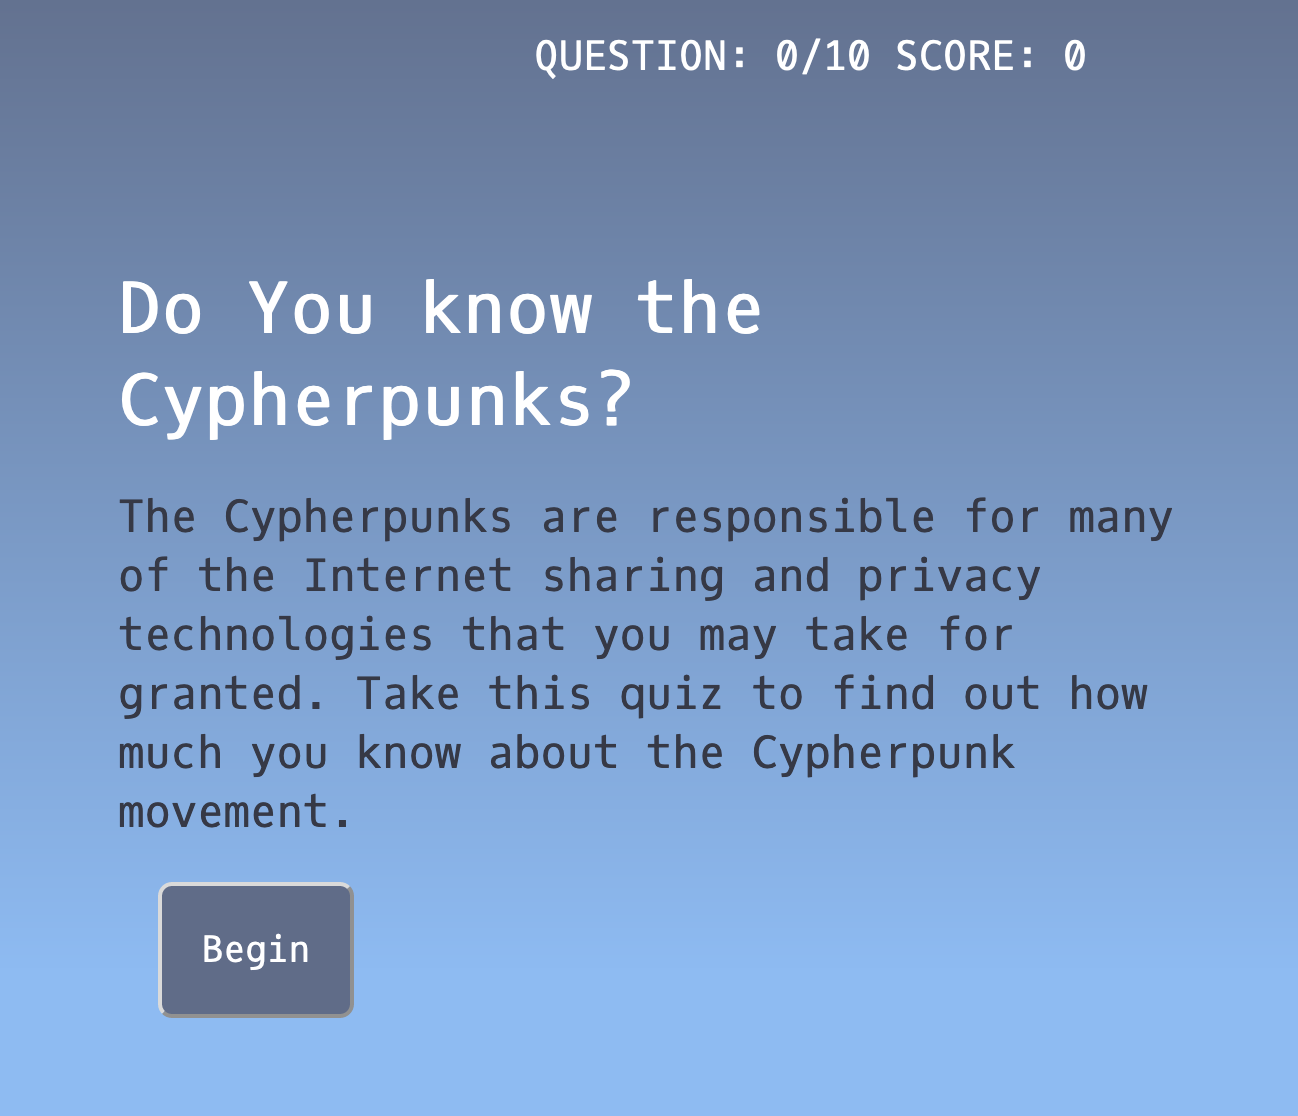 QUESTION: 0/10 SCORE: 0
Do You know the
Cypherpunks?
The Cypherpunks are responsible for many
of the Internet sharing and privacy
technologies that you may take for
granted. Take this quiz to find out how
much you know about the Cypherpunk
movement.
Begin